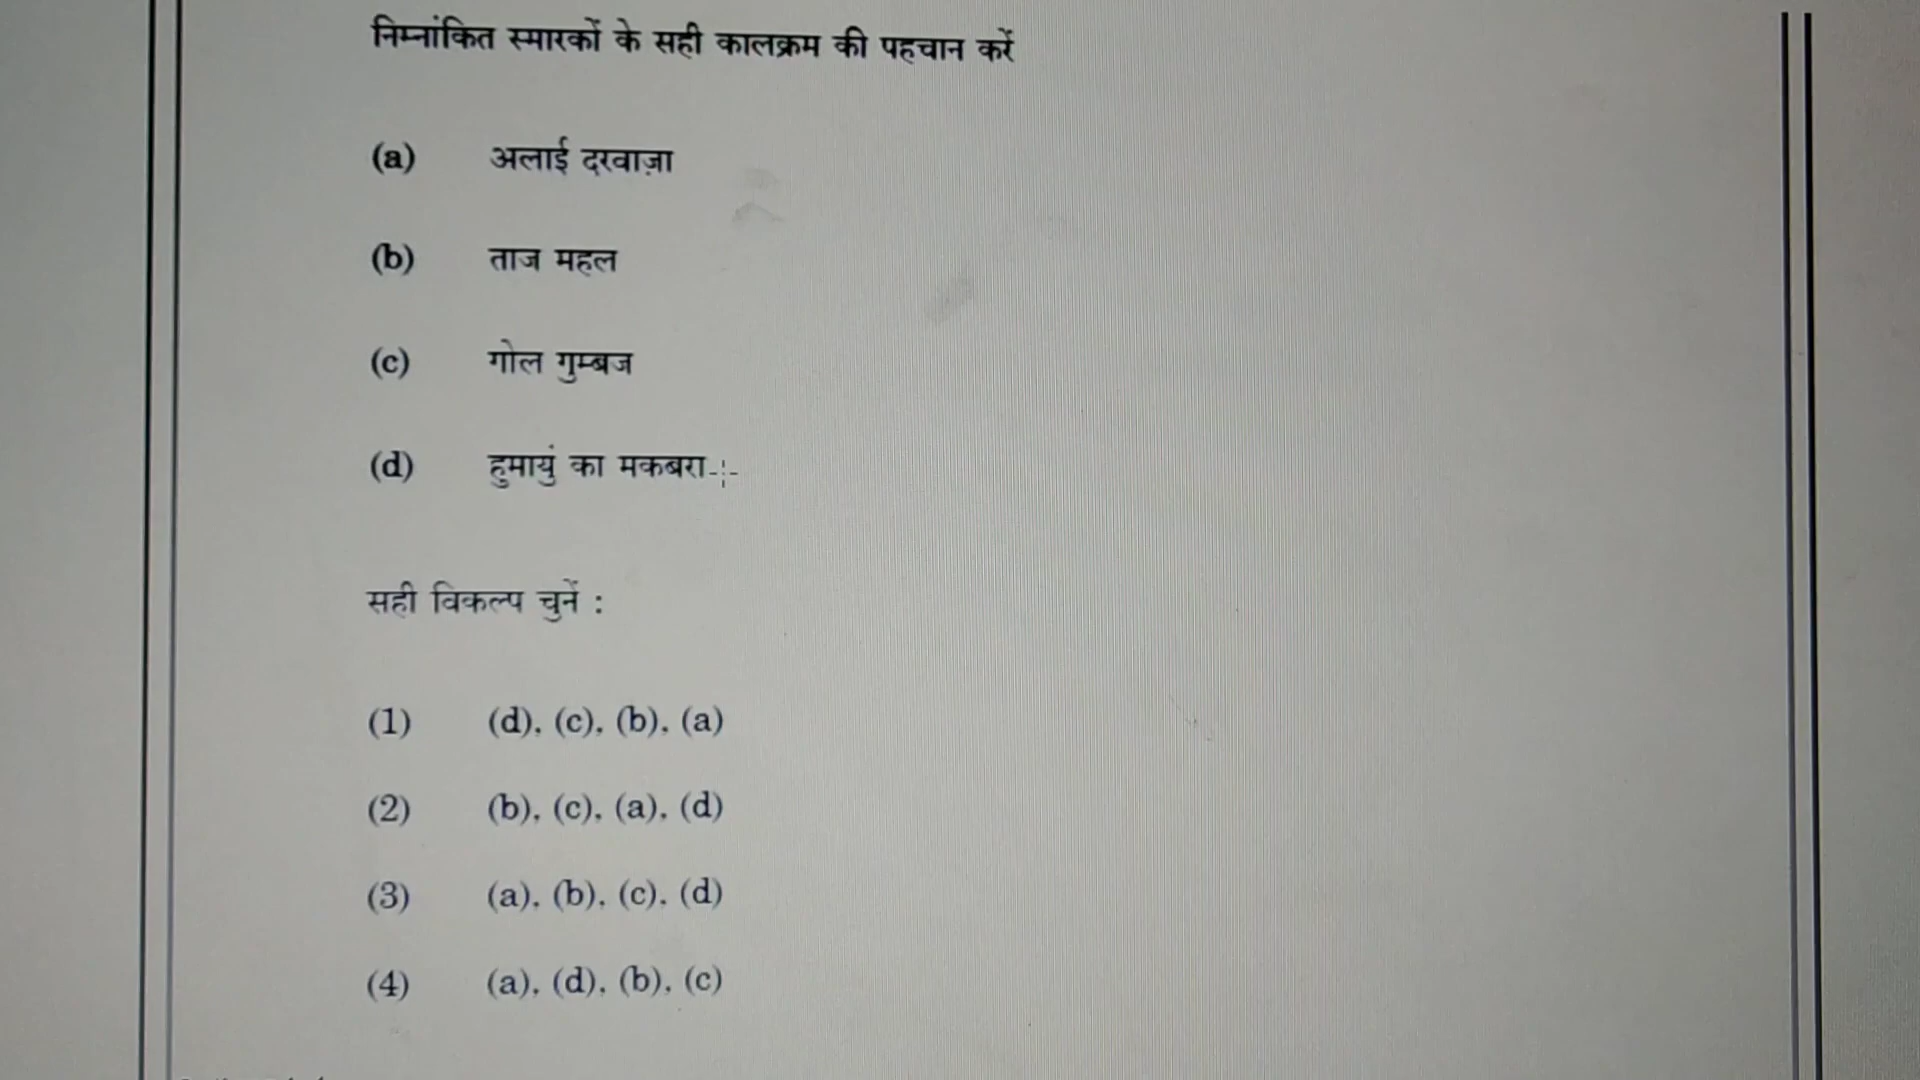 निम्नांकित स्मारकों के सही कालक्रम की पहचान करें
(a) अलाई दरवाज़ा
(b) ताज महल
(c) गोल गुम्बज
(d) हुमायुं का मकबरा
सही विकल्प चुनें :
(1) (d), (c), (b), (a)
(2) (b), (c), (a), (d)
(3) (a), (b), (c), (d)
(4) (a), (d), (b), (c)